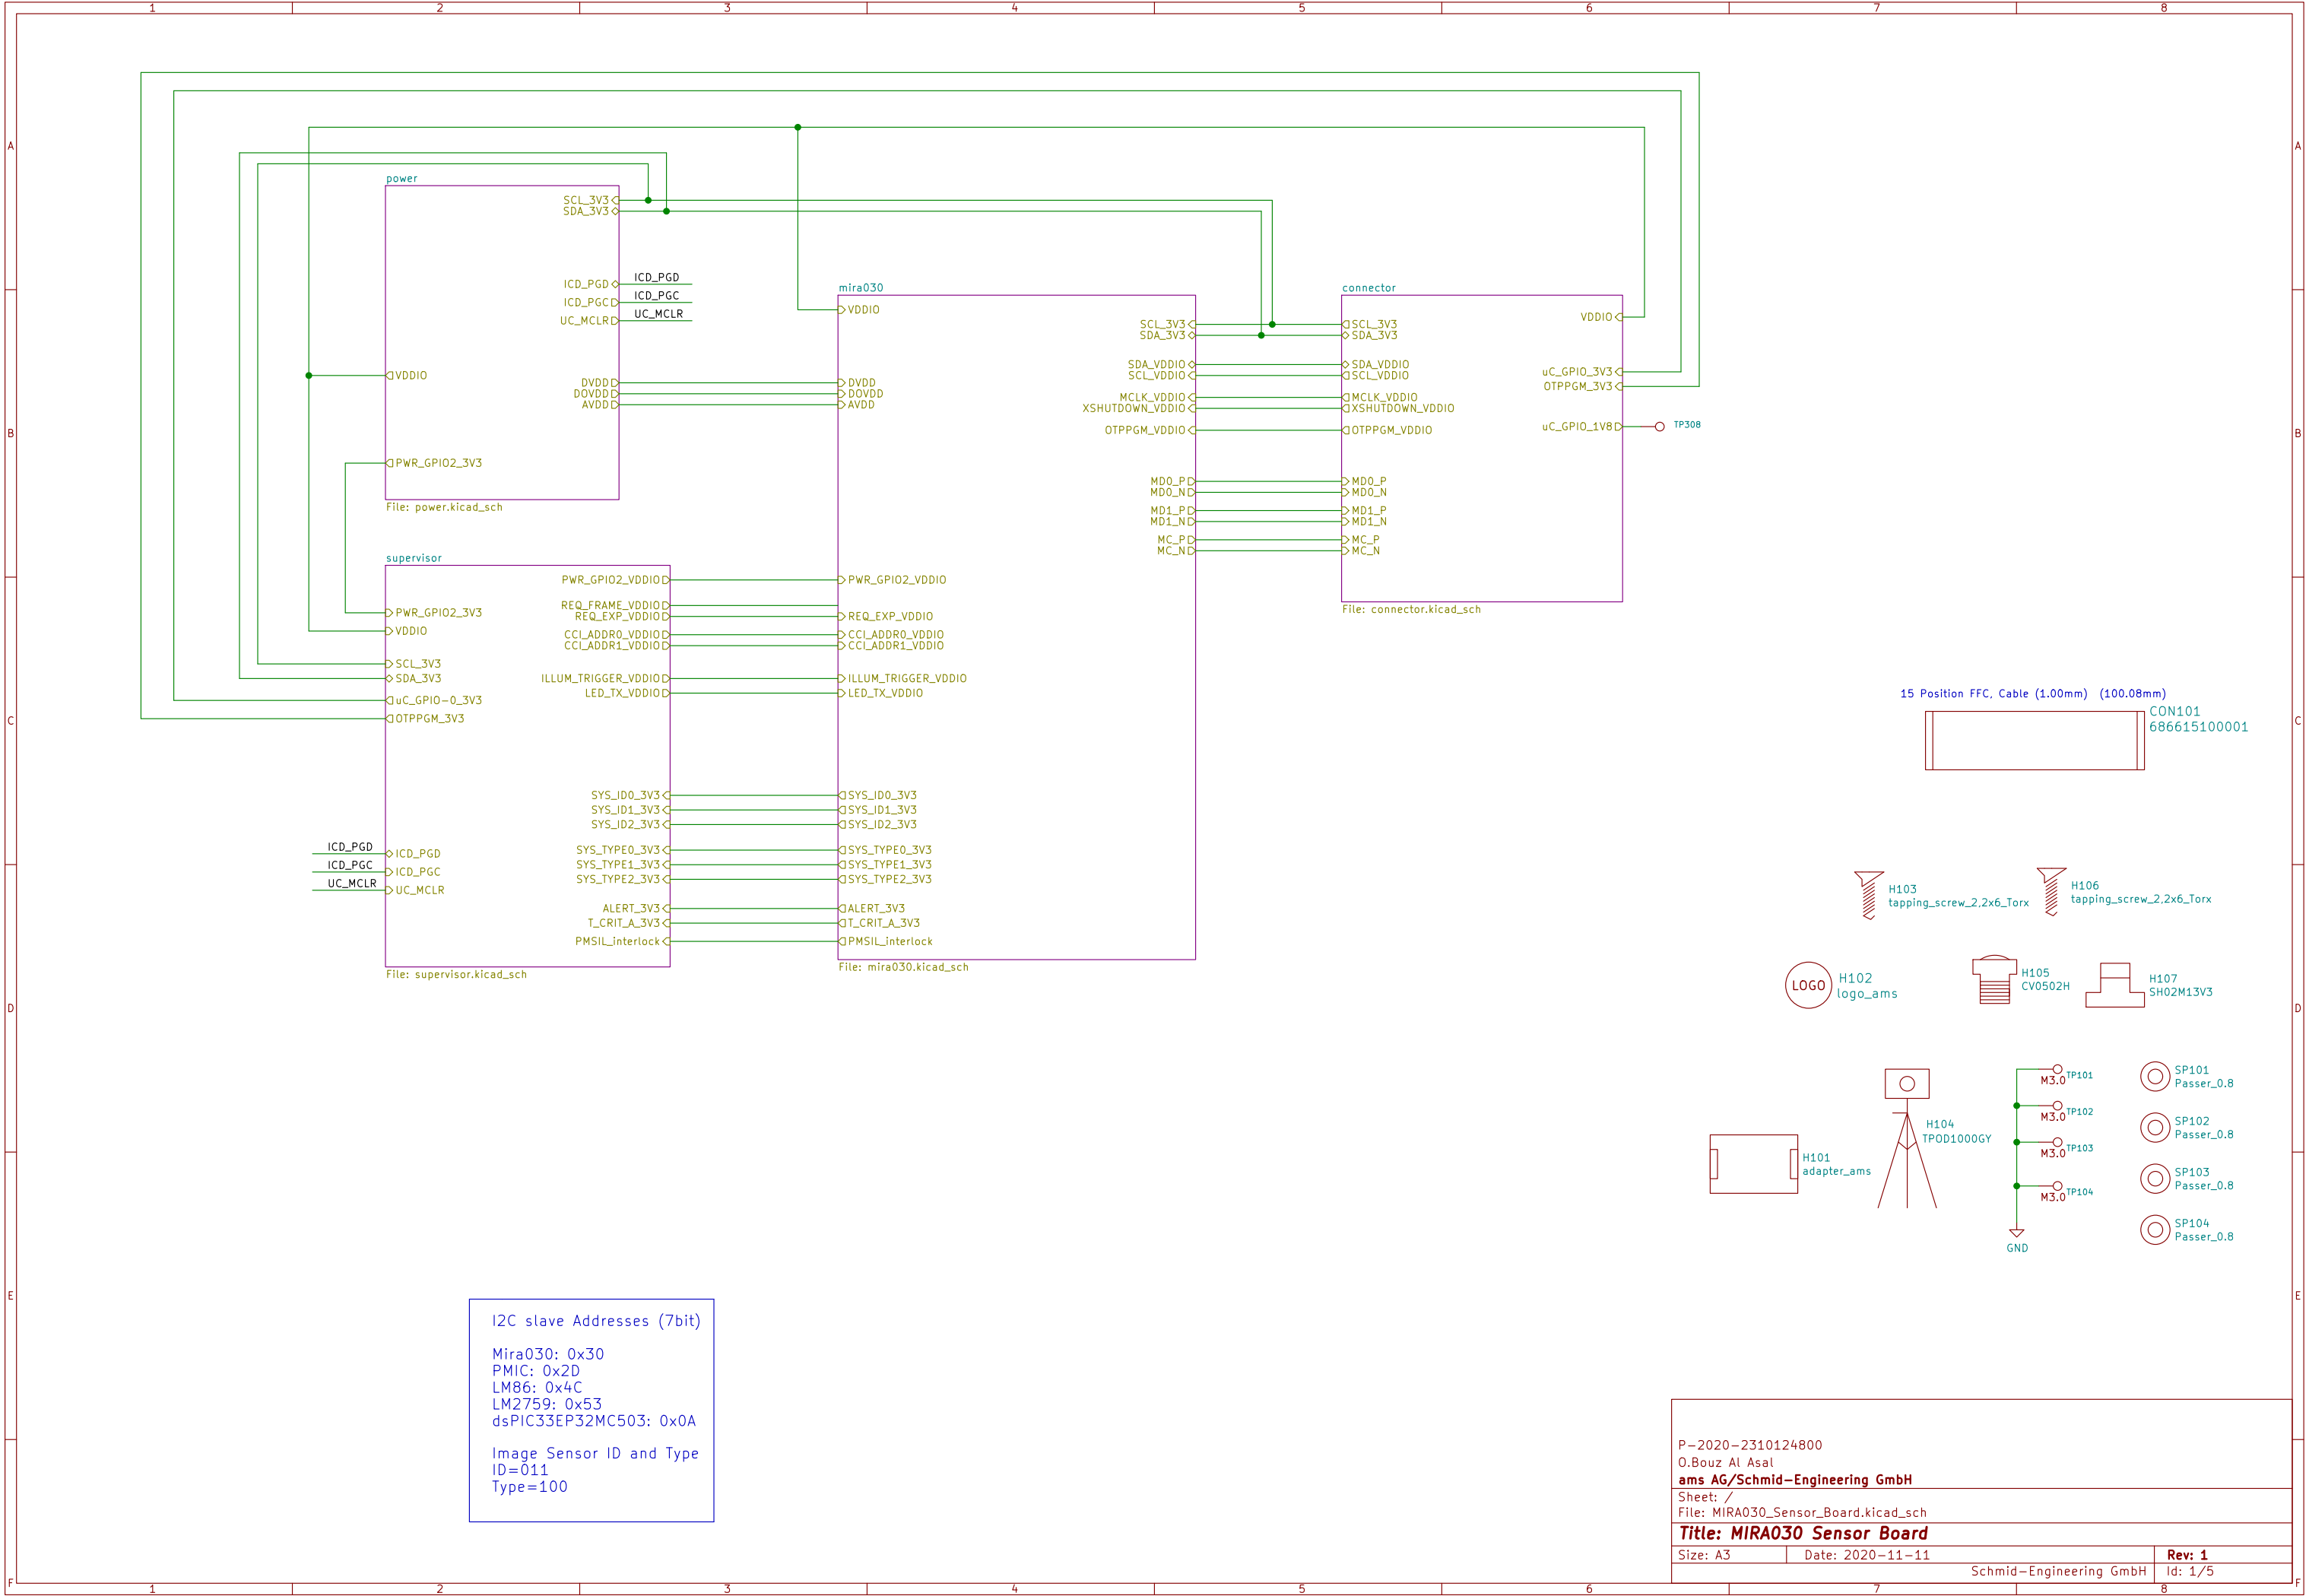 1 2 3 4 5 6 7 8
A A
B B
C C
D D
E E
F F
power
SCL_3V3
SDA_3V3
ICD_PGD ICD_PGD
ICD_PGC ICD_PGC
UC_MCLR UC_MCLR
VDDIO
DVDD
DOVDD
AVDD
PWR_GPIO2_3V3
File: power.kicad_sch
supervisor
PWR_GPIO2_VDDIO
REQ_FRAME_VDDIO
PWR_GPIO2_3V3 REQ_EXP_VDDIO
VDDIO CCI_ADDR0_VDDIO
CCI_ADDR1_VDDIO
SCL_3V3
SDA_3V3 ILLUM_TRIGGER_VDDIO
LED_TX_VDDIO
uC_GPIO-0_3V3
OTPPGM_3V3
SYS_ID0_3V3
SYS_ID1_3V3
SYS_ID2_3V3
ICD_PGD ICD_PGD SYS_TYPE0_3V3
ICD_PGC ICD_PGC SYS_TYPE1_3V3
UC_MCLR UC_MCLR SYS_TYPE2_3V3
ALERT_3V3
T_CRIT_A_3V3
PMSIL_interlock
File: supervisor.kicad_sch
mira030
VDDIO
SCL_3V3
SDA_3V3
SDA_VDDIO
SCL_VDDIO
DVDD
DOVDD
AVDD
MCLK_VDDIO
XSHUTDOWN_VDDIO
OTPPGM_VDDIO
MD0_P
MD0_N
MD1_P
MD1_N
MC_P
MC_N
PWR_GPIO2_VDDIO
REQ_EXP_VDDIO
CCI_ADDR0_VDDIO
CCI_ADDR1_VDDIO
ILLUM_TRIGGER_VDDIO
LED_TX_VDDIO
SYS_ID0_3V3
SYS_ID1_3V3
SYS_ID2_3V3
SYS_TYPE0_3V3
SYS_TYPE1_3V3
SYS_TYPE2_3V3
ALERT_3V3
T_CRIT_A_3V3
PMSIL_interlock
File: mira030.kicad_sch
connector
VDDIO
SCL_3V3
SDA_3V3
SDA_VDDIO
SCL_VDDIO
uC_GPIO_3V3
OTPPGM_3V3
MCLK_VDDIO
XSHUTDOWN_VDDIO
uC_GPIO_1V8 TP308
OTPPGM_VDDIO
MD0_P
MD0_N
MD1_P
MD1_N
MC_P
MC_N
File: connector.kicad_sch
15 Position FFC, Cable (1.00mm) (100.08mm)
CON101
686615100001
H103
tapping_screw_2,2x6_Torx
H106
tapping_screw_2,2x6_Torx
LOGO
H102
logo_ams
H105
CV0502H
H107
SH02M13V3
H104
TPOD1000GY
H101
adapter_ams
TP101
M3.0
TP102
M3.0
TP103
M3.0
TP104
M3.0
GND
SP101
Passer_0.8
SP102
Passer_0.8
SP103
Passer_0.8
SP104
Passer_0.8
I2C slave Addresses (7bit)
Mira030: 0x30
PMIC: 0x2D
LM86: 0x4C
LM2759: 0x53
dsPIC33EP32MC503: 0x0A
Image Sensor ID and Type
ID=011
Type=100
P-2020-2310124800
O.Bouz Al Asal
ams AG/Schmid-Engineering GmbH
Sheet: /
File: MIRA030_Sensor_Board.kicad_sch
Title: MIRA030 Sensor Board
Size: A3 Date: 2020-11-11 Rev: 1
Schmid-Engineering GmbH Id: 1/5
1 2 3 4 5 6 7 8